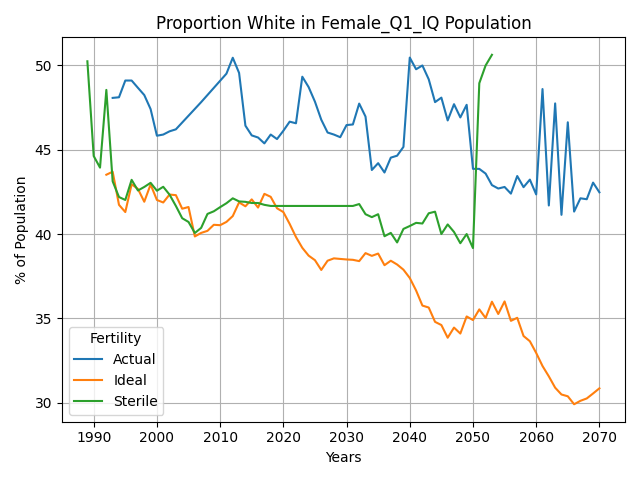 Proportion White in Female_Q1_IQ Population
% of Population
50
45
40
35
30
Fertility
Actual
Ideal
Sterile
1990 2000 2010 2020 2030 2040 2050 2060 2070
Years